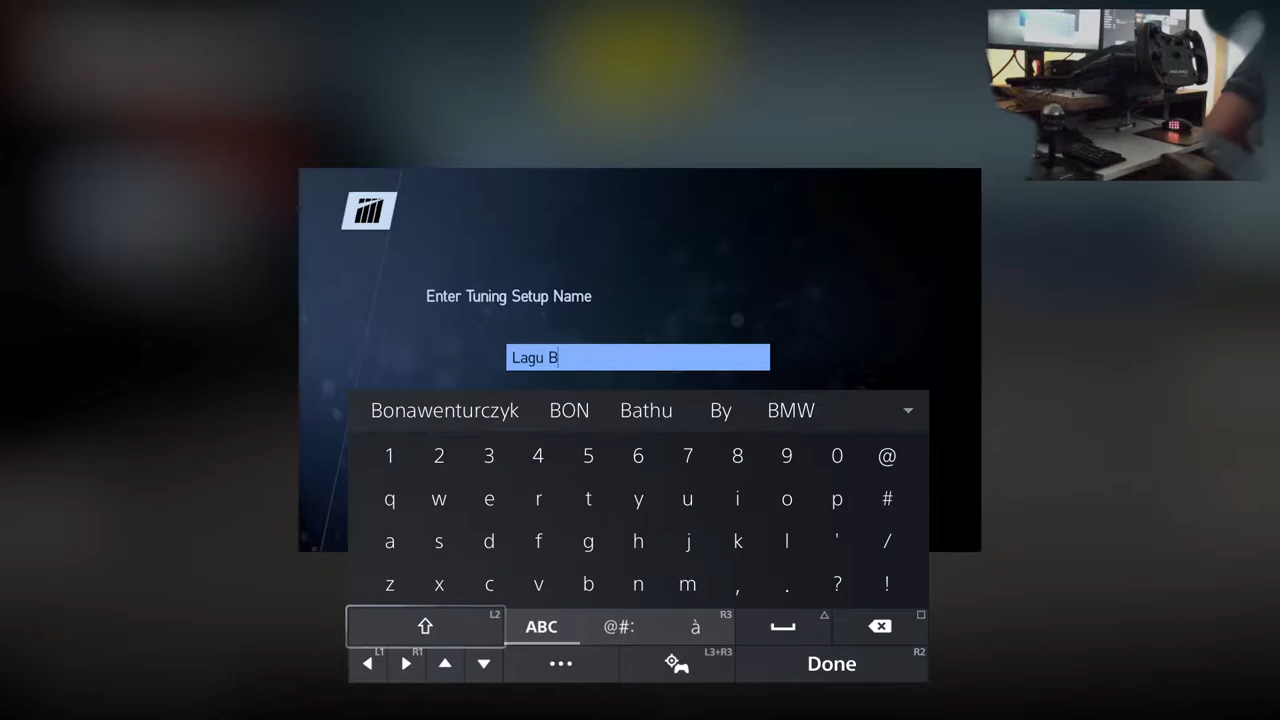 Enter Tuning Setup Name
Lagu B
Bonawenturczyk BON Bathu By BMW
1 2 3 4 5 6 7 8 9 0 @
q w e r t y u i o p #
a s d f g h j k l ' /
z x c v b n m , . ? !
L2 ABC @#: à R3
L1 R1 ... L3+R3 Done R2